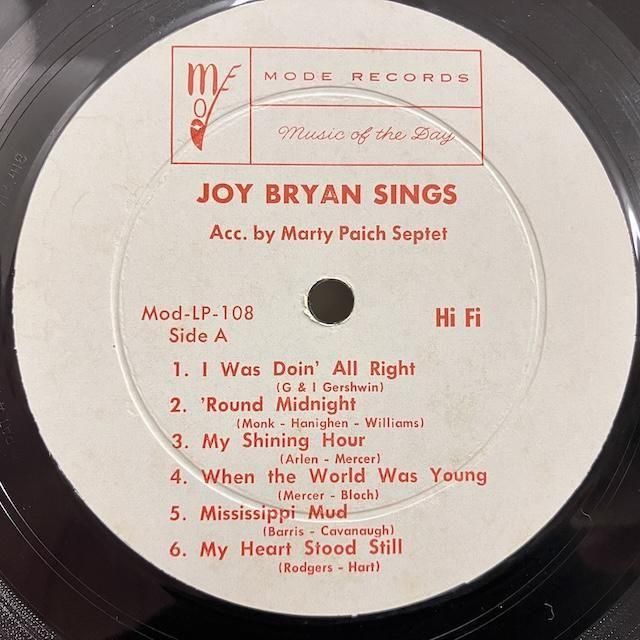 MODE
MODE RECORDS
Music of the Day
JOY BRYAN SINGS
Acc. by Marty Paich Septet
Mod-LP-108
Hi Fi
Side A
1. I Was Doin' All Right
(G & I Gershwin)
2. 'Round Midnight
(Monk - Hanighen - Williams)
3. My Shining Hour
(Arlen - Mercer)
4. When the World Was Young
(Mercer - Bloch)
5. Mississippi Mud
(Barris - Cavanaugh)
6. My Heart Stood Still
(Rodgers - Hart)